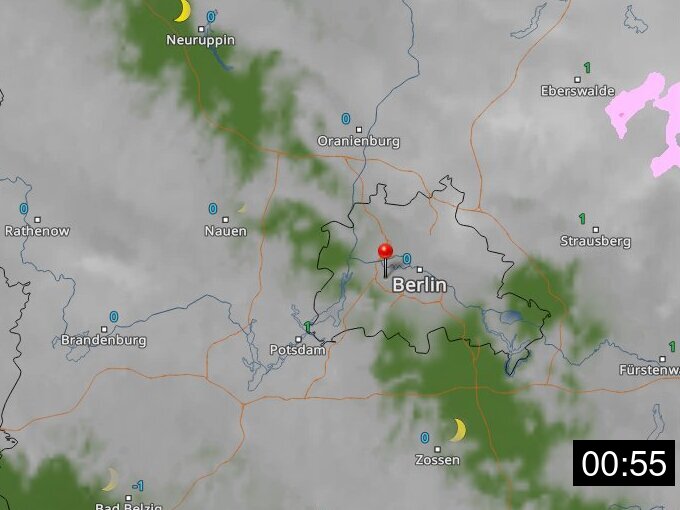 0
Neuruppin
1
Eberswalde
0
Oranienburg
0
Rathenow
0
Nauen
1
Strausberg
0
Berlin
0
Brandenburg
1
Potsdam
1
Fürstenwa
0
Zossen
00:55
-1
Bad Belzig